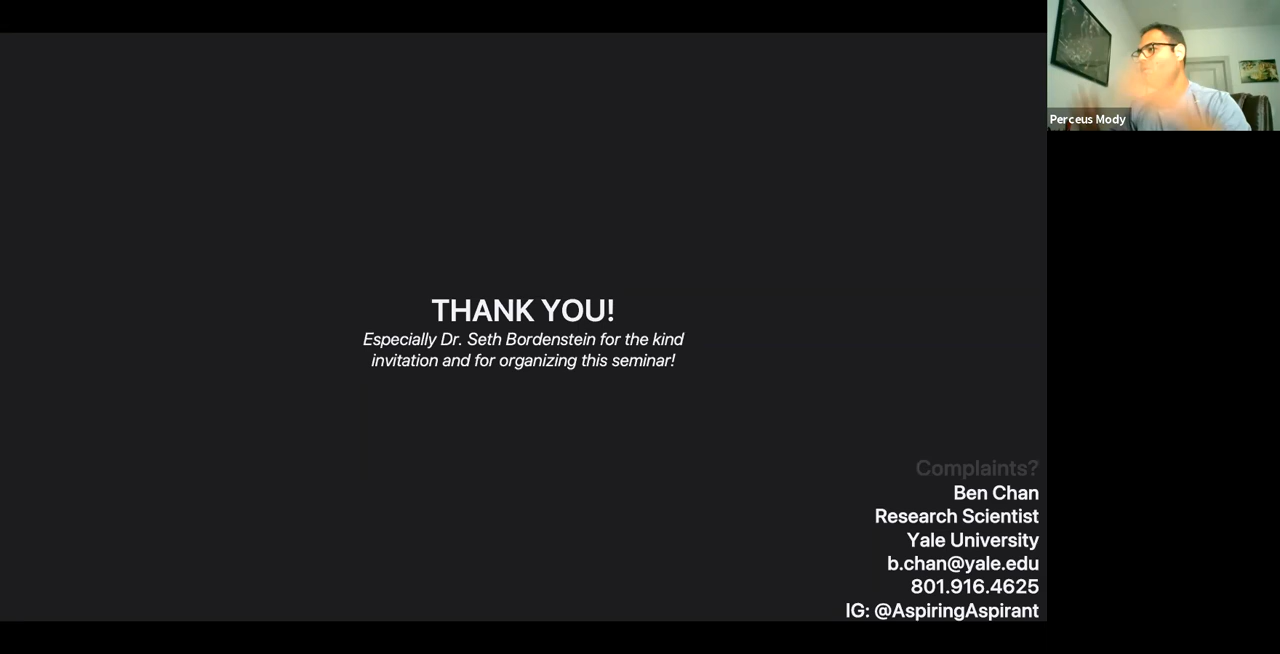 THANK YOU!
Especially Dr. Seth Bordenstein for the kind
invitation and for organizing this seminar!
Complaints?
Ben Chan
Research Scientist
Yale University
b.chan@yale.edu
801.916.4625
IG: @AspiringAspirant
Perceus Mody